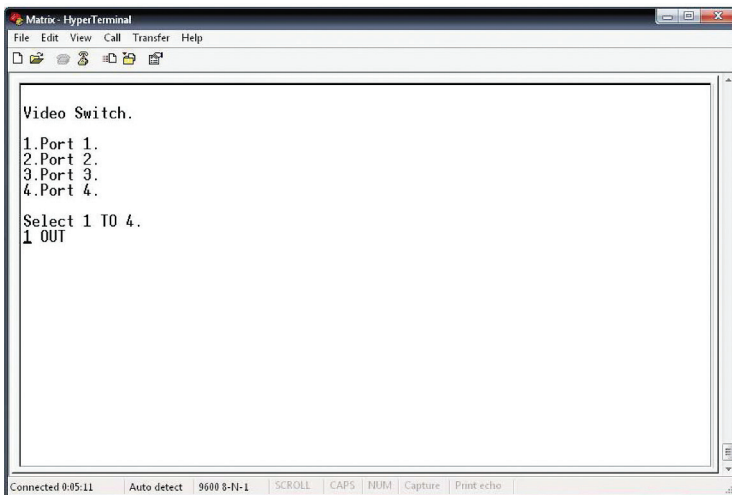 Matrix - HyperTerminal
File Edit View Call Transfer Help
Video Switch.
1.Port 1.
2.Port 2.
3.Port 3.
4.Port 4.
Select 1 TO 4.
1 OUT
Connected 0:05:11 Auto detect 9600 8-N-1 SCROLL CAPS NUM Capture Print echo